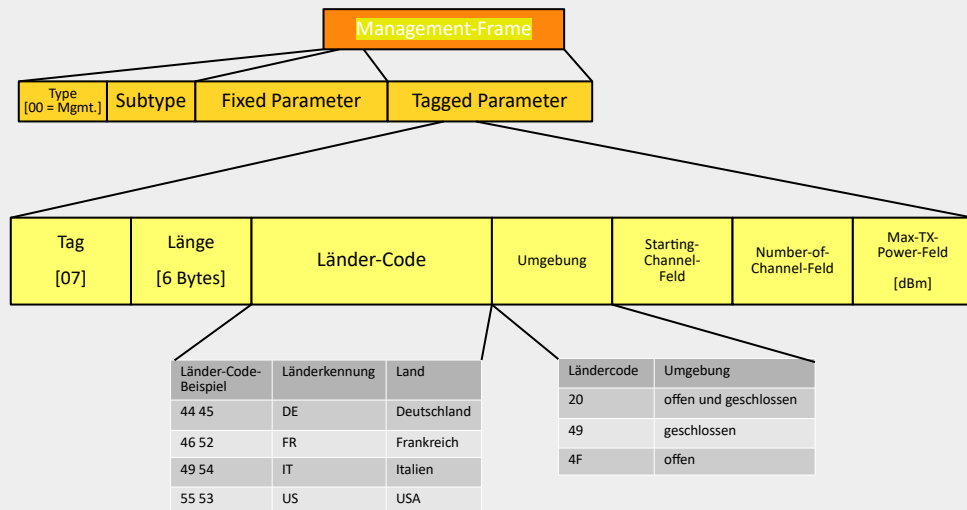 Management-Frame
Type
[00 = Mgmt.]
Subtype
Fixed Parameter
Tagged Parameter
Tag
[07]
Länge
[6 Bytes]
Länder-Code
Umgebung
Starting-
Channel-
Feld
Number-of-
Channel-Feld
Max-TX-
Power-Feld
[dBm]
Länder-Code-
Beispiel
Länderkennung
Land
44 45
DE
Deutschland
46 52
FR
Frankreich
49 54
IT
Italien
55 53
US
USA
Ländercode
Umgebung
20
offen und geschlossen
49
geschlossen
4F
offen